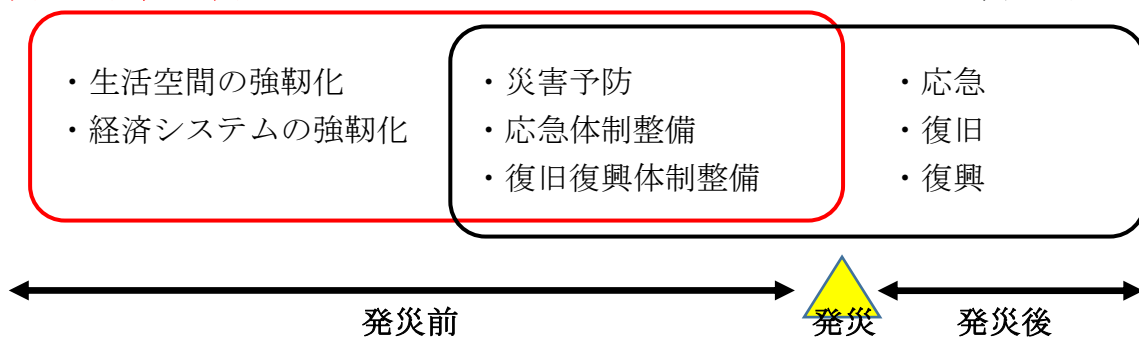 ・生活空間の強靭化
・経済システムの強靭化
・災害予防
・応急体制整備
・復旧復興体制整備
・応急
・復旧
・復興
発災前
発災
発災後